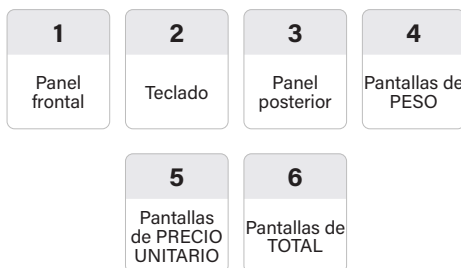 1
Panel
frontal
2
Teclado
3
Panel
posterior
4
Pantallas de
PESO
5
Pantallas
de PRECIO
UNITARIO
6
Pantallas de
TOTAL